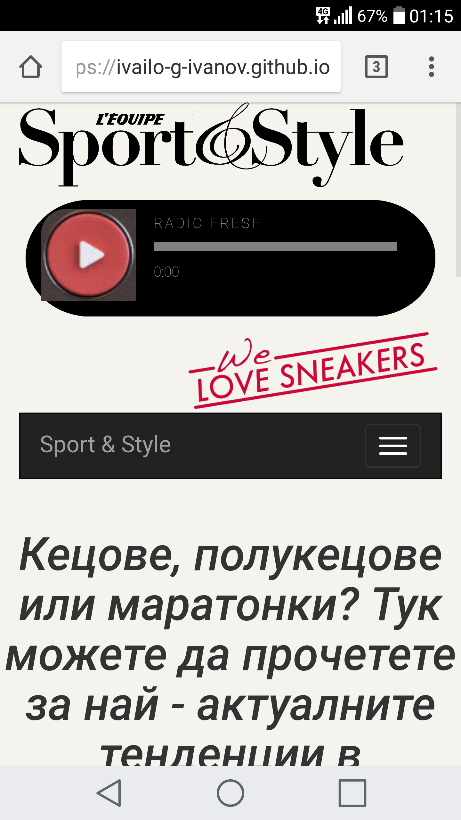 4G 67% 01:15
ps://ivailo-g-ivanov.github.io 3
L'ÉQUIPE
Sport&Style
RADIO FRESH
0:00
We
LOVE SNEAKERS
Sport & Style
Кецове, полукецове
или маратонки? Тук
можете да прочетете
за най - актуалните
тенденции в